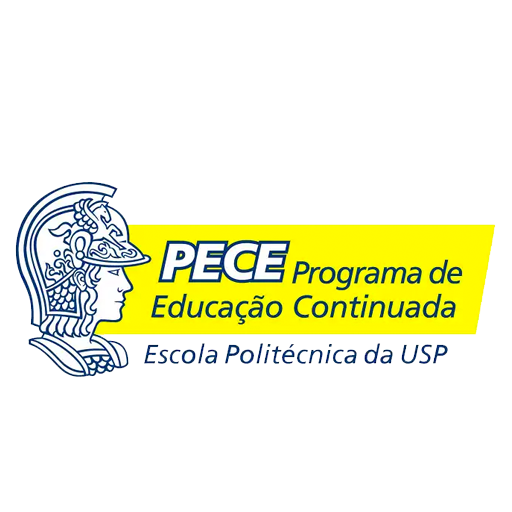 PECE Programa de
Educação Continuada
Escola Politécnica da USP